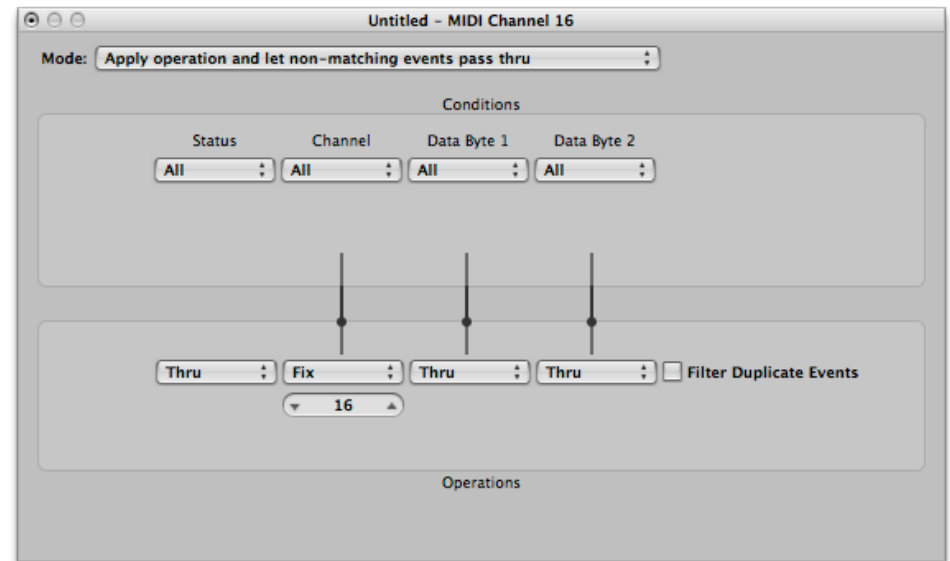 Untitled – MIDI Channel 16
Mode: Apply operation and let non-matching events pass thru
Conditions
Status Channel Data Byte 1 Data Byte 2
All All All All
Thru Fix Thru Thru Filter Duplicate Events
16
Operations